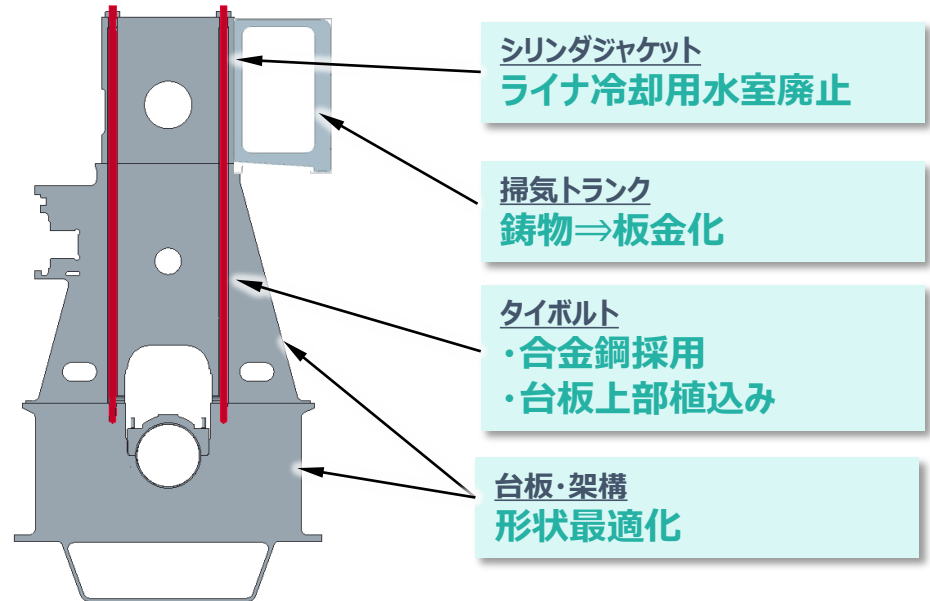 シリンダジャケット
ライナ冷却用水室廃止
掃気トランク
鋳物⇒板金化
タイボルト
・合金鋼採用
・台板上部植込み
台板・架構
形状最適化